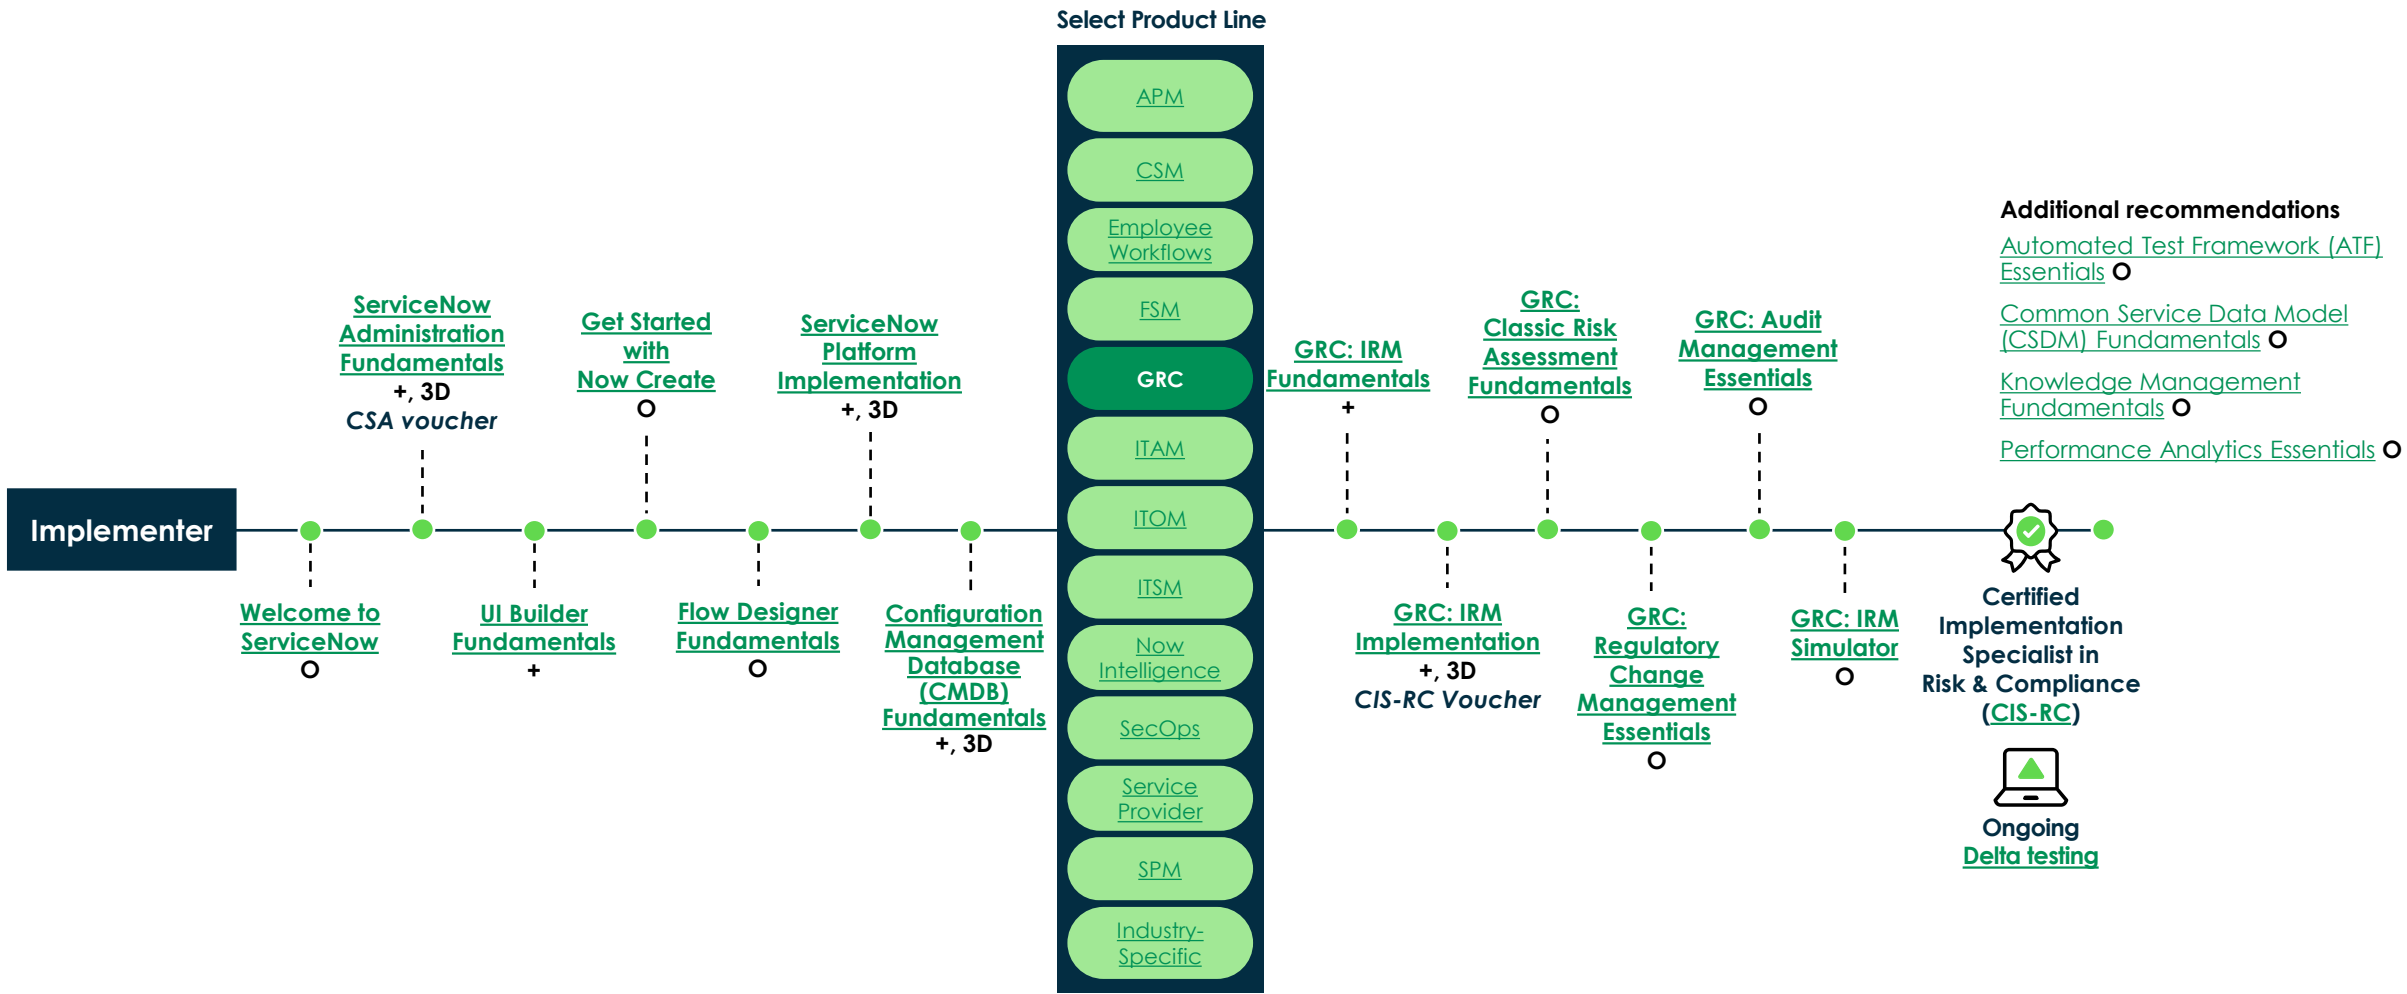 Select Product Line
APM
CSM
Employee
Workflows
FSM
GRC
ITAM
ITOM
ITSM
Now
Intelligence
SecOps
Service
Provider
SPM
Industry-
Specific
Implementer
Welcome to
ServiceNow
O
ServiceNow
Administration
Fundamentals
+, 3D
CSA voucher
UI Builder
Fundamentals
+
Get Started
with
Now Create
O
Flow Designer
Fundamentals
O
ServiceNow
Platform
Implementation
+, 3D
Configuration
Management
Database
(CMDB)
Fundamentals
+, 3D
GRC: IRM
Fundamentals
+
GRC: IRM
Implementation
+, 3D
CIS-RC Voucher
GRC:
Classic Risk
Assessment
Fundamentals
O
GRC:
Regulatory
Change
Management
Essentials
O
GRC: Audit
Management
Essentials
O
GRC: IRM
Simulator
O
Additional recommendations
Automated Test Framework (ATF)
Essentials O
Common Service Data Model
(CSDM) Fundamentals O
Knowledge Management
Fundamentals O
Performance Analytics Essentials O
Certified
Implementation
Specialist in
Risk & Compliance
(CIS-RC)
Ongoing
Delta testing